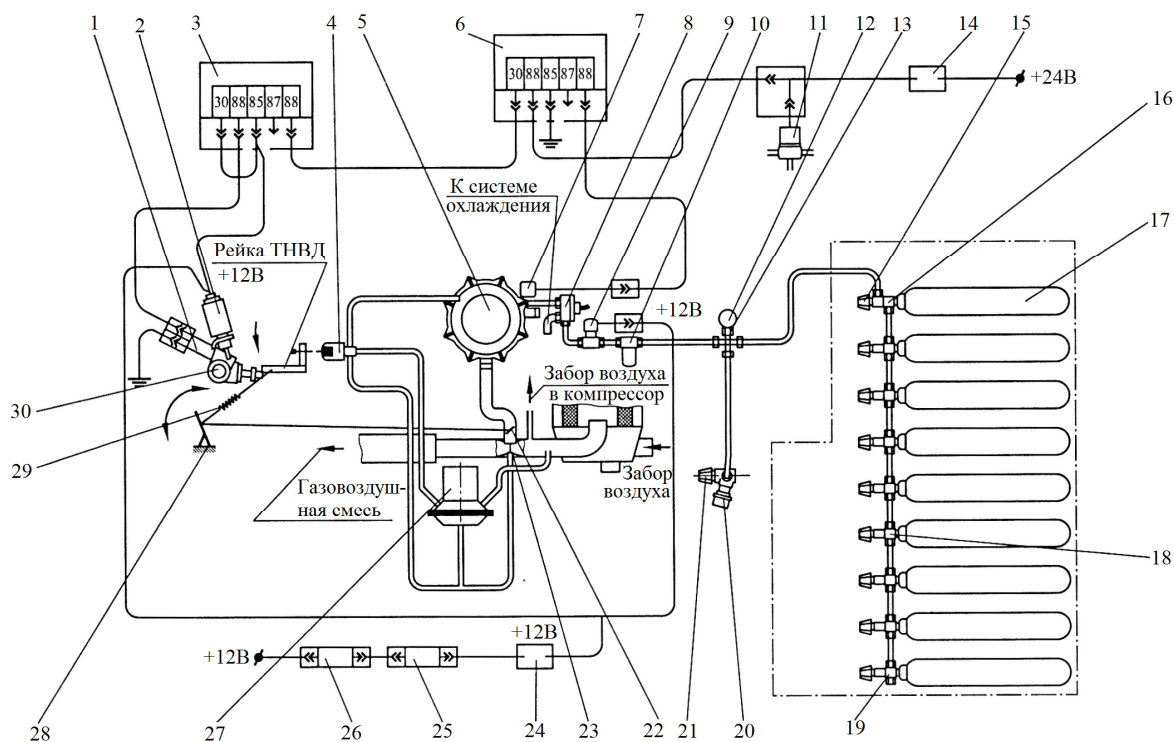 1 2 3 4 5 6 7 8 9 10 11 12 13 14 15
30 88 85 87 88
30 88 85 87 88
+24В
16
К системе
охлаждения
17
Рейка ТНВД
+12В
+12В
Забор воздуха
в компрессор
30
29
Забор
воздуха
Газовоздуш-
ная смесь
18
+12В
+12В
28 27 26 25 24 23 22 21 20 19